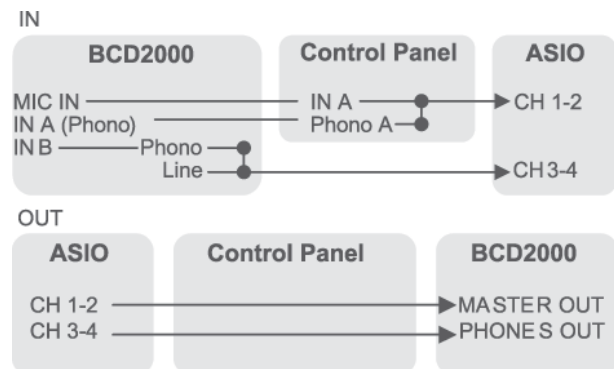 IN
BCD2000 Control Panel ASIO
MIC IN IN A CH 1-2
IN A (Phono) Phono A
IN B Phono
Line CH 3-4
OUT
ASIO Control Panel BCD2000
CH 1-2 MASTER OUT
CH 3-4 PHONES OUT